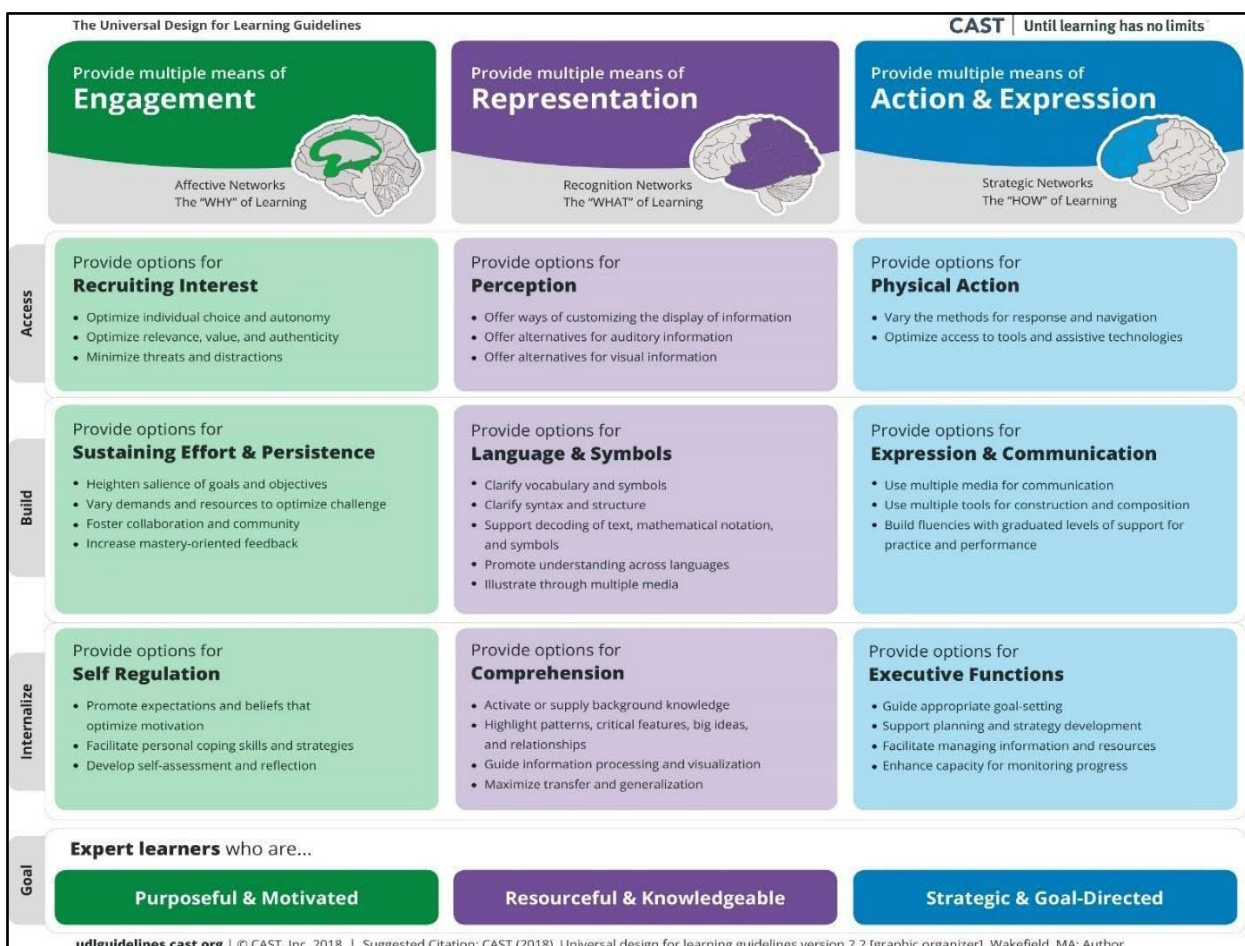 The Universal Design for Learning Guidelines
CAST | Until learning has no limits
Provide multiple means of
Engagement
Affective Networks
The "WHY" of Learning
Provide multiple means of
Representation
Recognition Networks
The "WHAT" of Learning
Provide multiple means of
Action & Expression
Strategic Networks
The "HOW" of Learning
Access
Provide options for
Recruiting Interest
• Optimize individual choice and autonomy
• Optimize relevance, value, and authenticity
• Minimize threats and distractions
Provide options for
Perception
• Offer ways of customizing the display of information
• Offer alternatives for auditory information
• Offer alternatives for visual information
Provide options for
Physical Action
• Vary the methods for response and navigation
• Optimize access to tools and assistive technologies
Build
Provide options for
Sustaining Effort & Persistence
• Heighten salience of goals and objectives
• Vary demands and resources to optimize challenge
• Foster collaboration and community
• Increase mastery-oriented feedback
Provide options for
Language & Symbols
• Clarify vocabulary and symbols
• Clarify syntax and structure
• Support decoding of text, mathematical notation,
and symbols
• Promote understanding across languages
• Illustrate through multiple media
Provide options for
Expression & Communication
• Use multiple media for communication
• Use multiple tools for construction and composition
• Build fluencies with graduated levels of support for
practice and performance
Internalize
Provide options for
Self Regulation
• Promote expectations and beliefs that
optimize motivation
• Facilitate personal coping skills and strategies
• Develop self-assessment and reflection
Provide options for
Comprehension
• Activate or supply background knowledge
• Highlight patterns, critical features, big ideas,
and relationships
• Guide information processing and visualization
• Maximize transfer and generalization
Provide options for
Executive Functions
• Guide appropriate goal-setting
• Support planning and strategy development
• Facilitate managing information and resources
• Enhance capacity for monitoring progress
Goal
Expert learners who are...
Purposeful & Motivated
Resourceful & Knowledgeable
Strategic & Goal-Directed
udlguidelines.cast.org | © CAST, Inc. 2018 | Suggested Citation: CAST (2018). Universal design for learning guidelines version 2.2 [graphic organizer]. Wakefield, MA: Author.